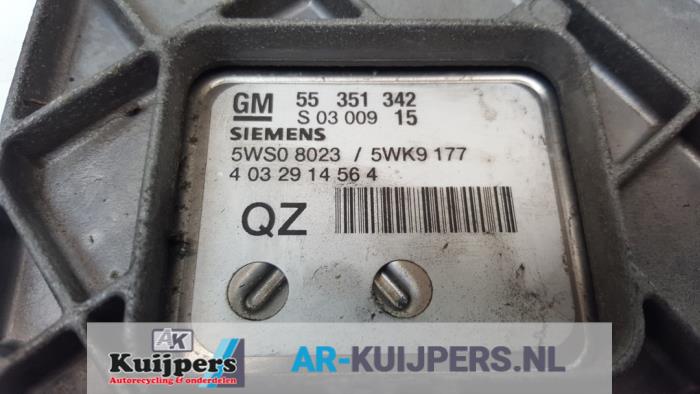 GM 55 351 342
S 03 009 15
SIEMENS
5WS0 8023 / 5WK9 177
4 03 29 14 56 4
QZ
AK
Kuijpers
Autorecycling & onderdelen
AR-KUIJPERS.NL